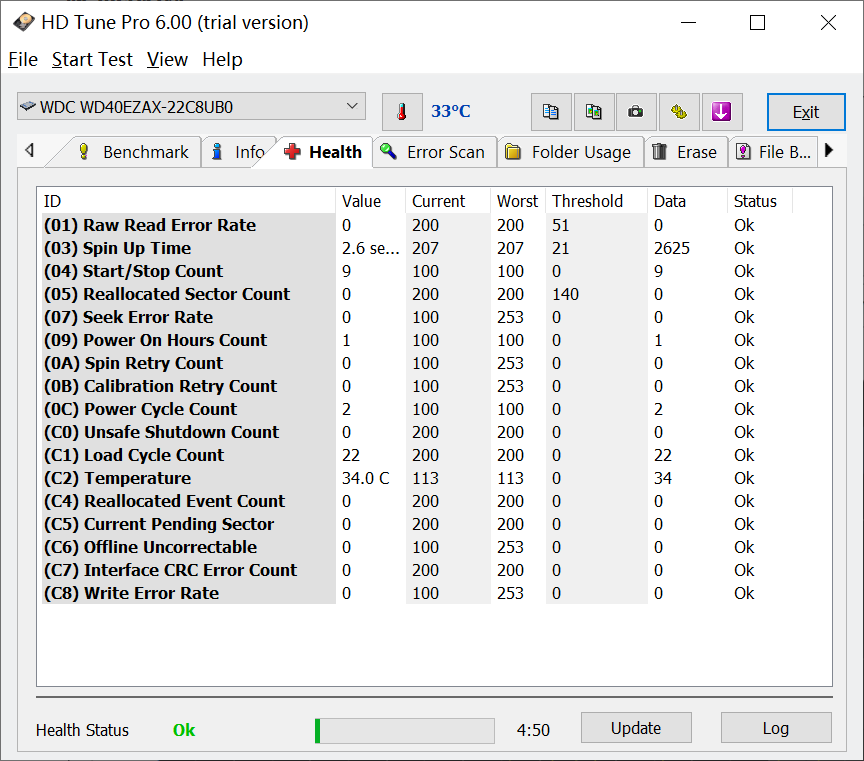 HD Tune Pro 6.00 (trial version)
File Start Test View Help
WDC WD40EZAX-22C8UB0 33°C Exit
Benchmark Info Health Error Scan Folder Usage Erase File B...
ID Value Current Worst Threshold Data Status
(01) Raw Read Error Rate 0 200 200 51 0 Ok
(03) Spin Up Time 2.6 se... 207 207 21 2625 Ok
(04) Start/Stop Count 9 100 100 0 9 Ok
(05) Reallocated Sector Count 0 200 200 140 0 Ok
(07) Seek Error Rate 0 100 253 0 0 Ok
(09) Power On Hours Count 1 100 100 0 1 Ok
(0A) Spin Retry Count 0 100 253 0 0 Ok
(0B) Calibration Retry Count 0 100 253 0 0 Ok
(0C) Power Cycle Count 2 100 100 0 2 Ok
(C0) Unsafe Shutdown Count 0 200 200 0 0 Ok
(C1) Load Cycle Count 22 200 200 0 22 Ok
(C2) Temperature 34.0 C 113 113 0 34 Ok
(C4) Reallocated Event Count 0 200 200 0 0 Ok
(C5) Current Pending Sector 0 200 200 0 0 Ok
(C6) Offline Uncorrectable 0 100 253 0 0 Ok
(C7) Interface CRC Error Count 0 200 200 0 0 Ok
(C8) Write Error Rate 0 100 253 0 0 Ok
Health Status Ok 4:50 Update Log